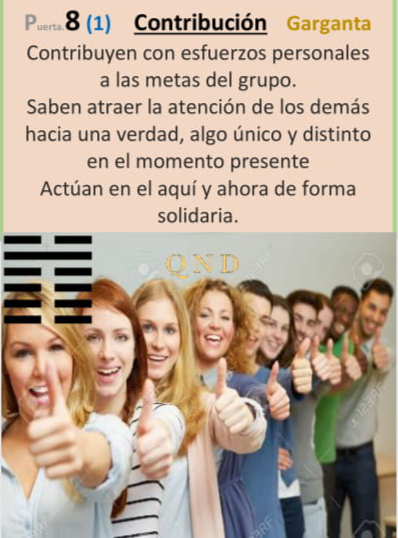 Puerta.8 (1) Contribución Garganta
Contribuyen con esfuerzos personales
a las metas del grupo.
Saben atraer la atención de los demás
hacia una verdad, algo único y distinto
en el momento presente
Actúan en el aquí y ahora de forma
solidaria.
QND
123RF